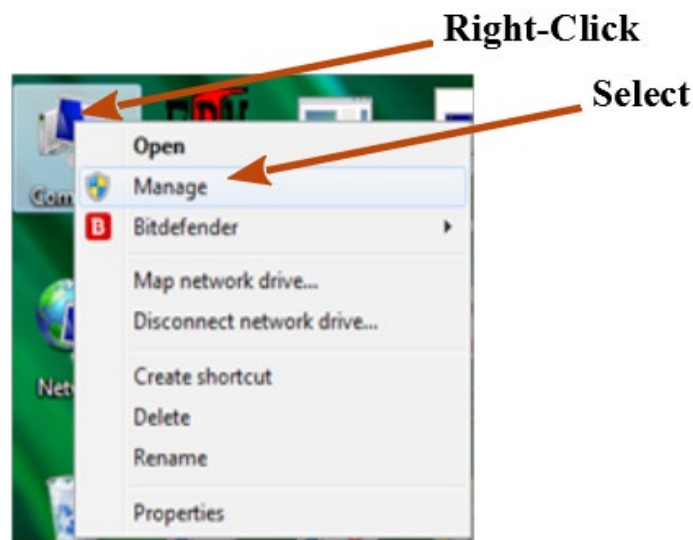 Right-Click
Select
Open
Manage
B Bitdefender
Map network drive...
Disconnect network drive...
Create shortcut
Delete
Rename
Properties